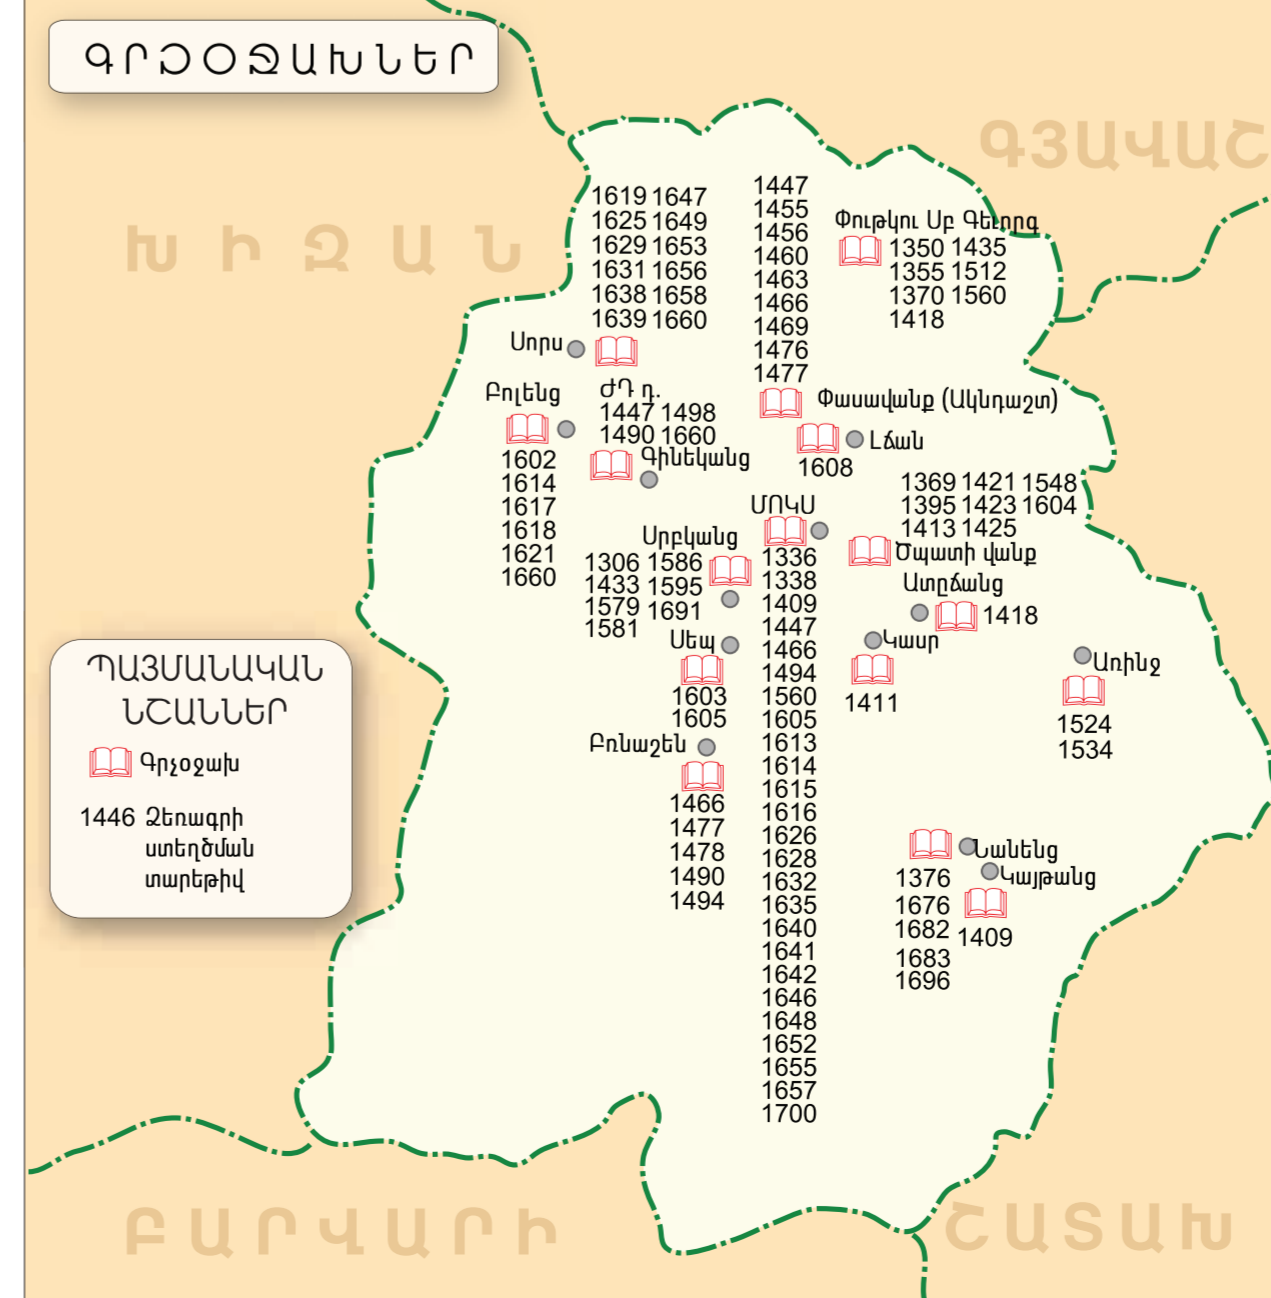 ԳՐՉՕՋԱԽՆԵՐ
ԳՅԱՎԱՇ
ԽԻԶԱՆ
1619 1647
1625 1649
1629 1653
1631 1656
1638 1658
1639 1660
Սորս
1447
1455
1456
1460
1463
1466
1469
1476
1477
Փասավանք (Ակնդաշտ)
Փութկու Սբ Գեւորգ
1350 1435
1355 1512
1370 1560
1418
Բոլենց
1602
1614
1617
1618
1621
1660
ԺԴ դ.
1447 1498
1490 1660
Գինեկանց
Լճան
1608
1369 1421 1548
1395 1423 1604
1413 1425
Ծպատի վանք
ՄՈԿՍ
1336
1338
1409
1447
1466
1494
1560
1605
1613
1614
1615
1616
1626
1628
1632
1635
1640
1641
1642
1646
1648
1652
1655
1657
1700
Սրբկանց
1306 1586
1433 1595
1579 1691
1581
Ատըճանց
1418
Սեպ
1603
1605
Կասր
1411
Առինջ
1524
1534
Բռնաշեն
1466
1477
1478
1490
1494
Նանենց
1376
1676
1682
1683
1696
Կայթանց
1409
ՊԱՅՄԱՆԱԿԱՆ
ՆՇԱՆՆԵՐ
Գրչօջախ
1446 Ձեռագրի
ստեղծման
տարեթիվ
ԲԱՐՎԱՐԻ
ՇԱՏԱԽ